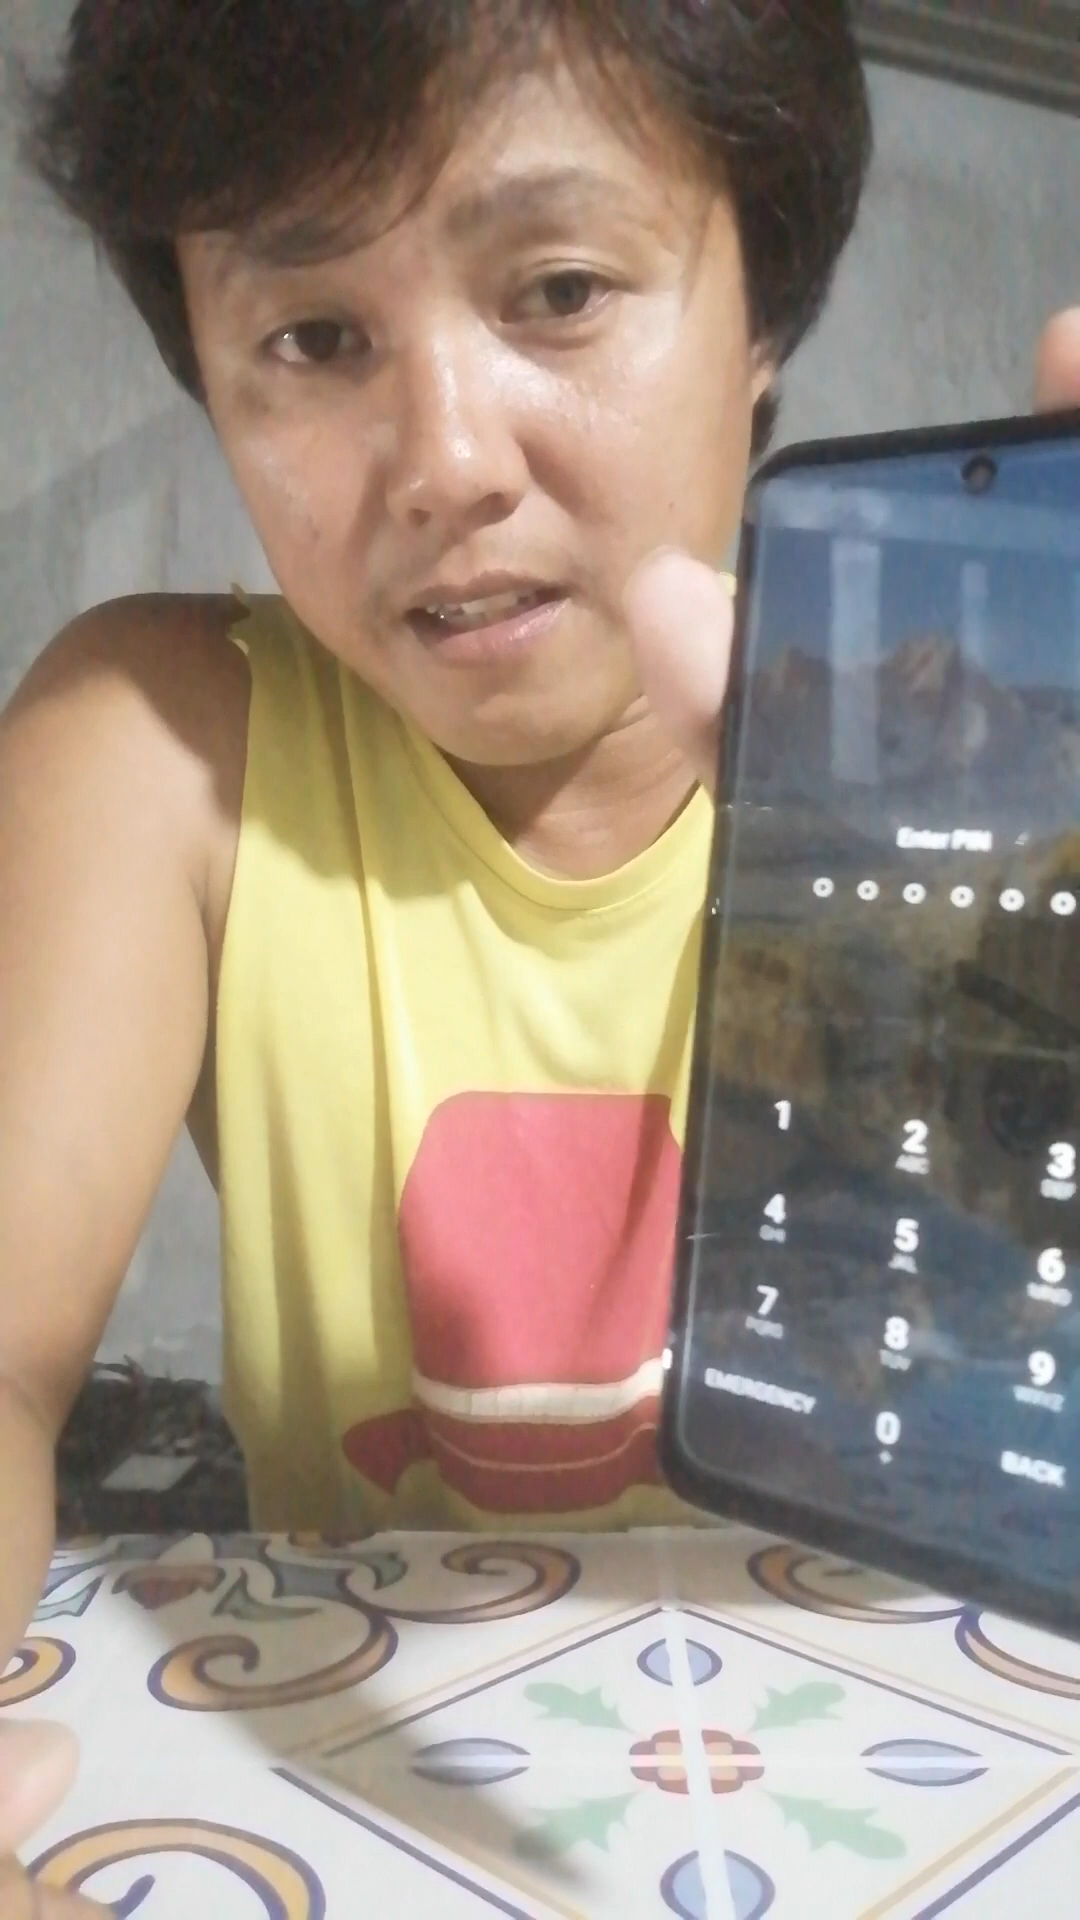 Enter PIN
1
2 ABC
3 DEF
4 GHI
5 JKL
6 MNO
7 PQRS
8 TUV
9 WXYZ
EMERGENCY
0 +
BACK